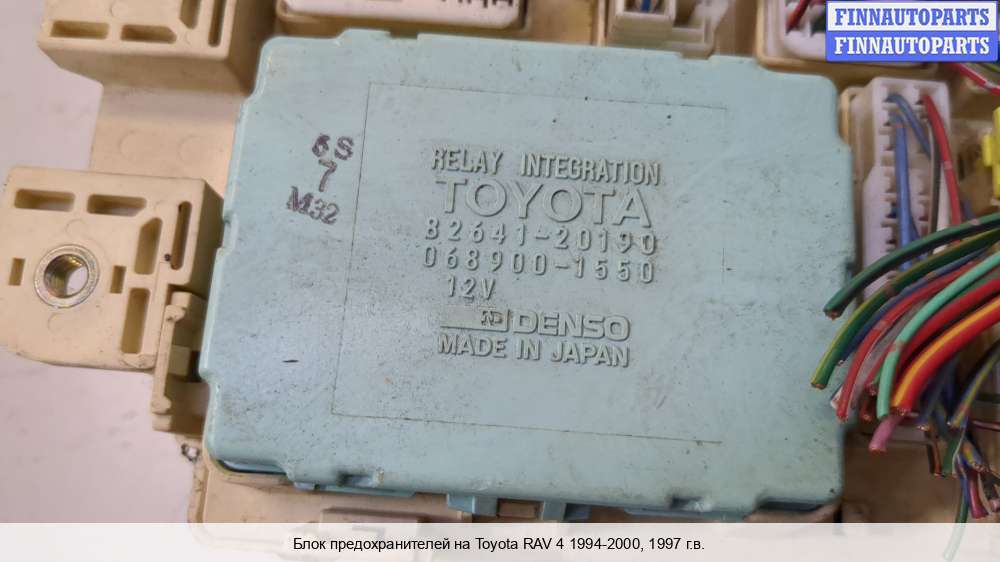 FINNAUTOPARTS
FINNAUTOPARTS
6S
7
M32
RELAY INTEGRATION
TOYOTA
82641-20190
068900-1550
12V
ND DENSO
MADE IN JAPAN
Блок предохранителей на Toyota RAV 4 1994-2000, 1997 г.в.